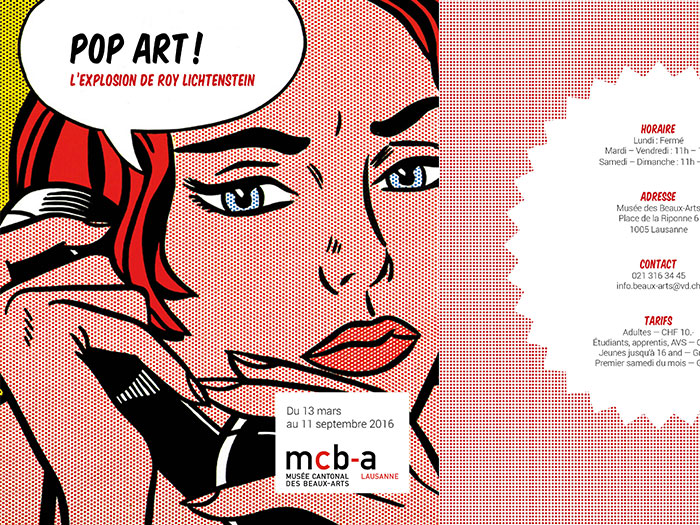 POP ART!
L'EXPLOSION DE ROY LICHTENSTEIN
Du 13 mars
au 11 septembre 2016
mcb-a
MUSÉE CANTONAL
DES BEAUX-ARTS
LAUSANNE
HORAIRE
Lundi : Fermé
Mardi – Vendredi : 11h –
Samedi – Dimanche : 11h –
ADRESSE
Musée des Beaux-Arts
Place de la Riponne 6
1005 Lausanne
CONTACT
021 316 34 45
info.beaux-arts@vd.ch
TARIFS
Adultes — CHF 10.-
Étudiants, apprentis, AVS —
Jeunes jusqu'à 16 and —
Premier samedi du mois —